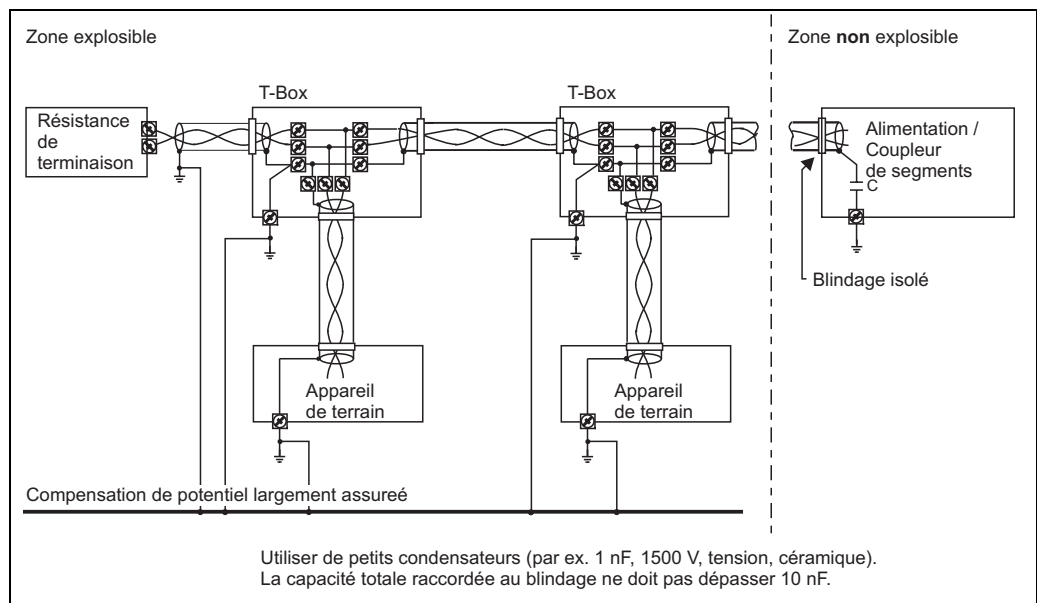 Zone explosible
Zone non explosible
T-Box
T-Box
Résistance
de
terminaison
Alimentation /
Coupleur
de segments
C
Blindage isolé
Appareil
de terrain
Appareil
de terrain
Compensation de potentiel largement assureé
Utiliser de petits condensateurs (par ex. 1 nF, 1500 V, tension, céramique).
La capacité totale raccordée au blindage ne doit pas dépasser 10 nF.